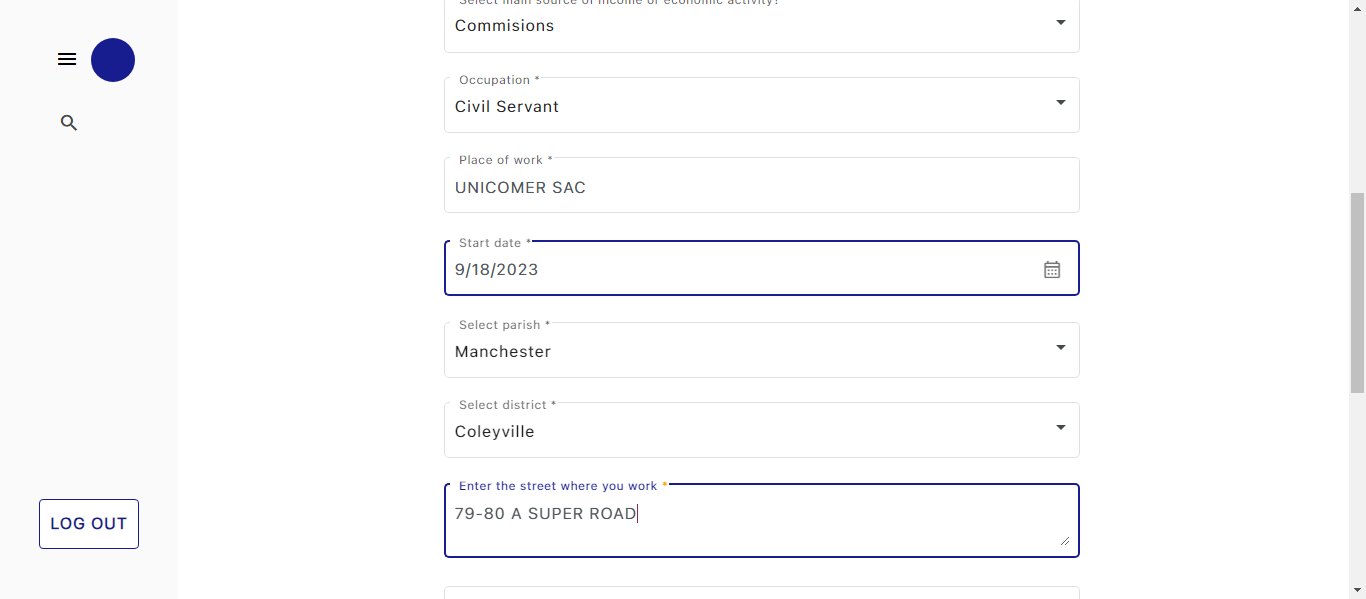 Select main source of income or economic activity?
Commisions
Occupation *
Civil Servant
Place of work *
UNICOMER SAC
Start date *
9/18/2023
Select parish *
Manchester
Select district *
Coleyville
Enter the street where you work *
79-80 A SUPER ROAD
LOG OUT